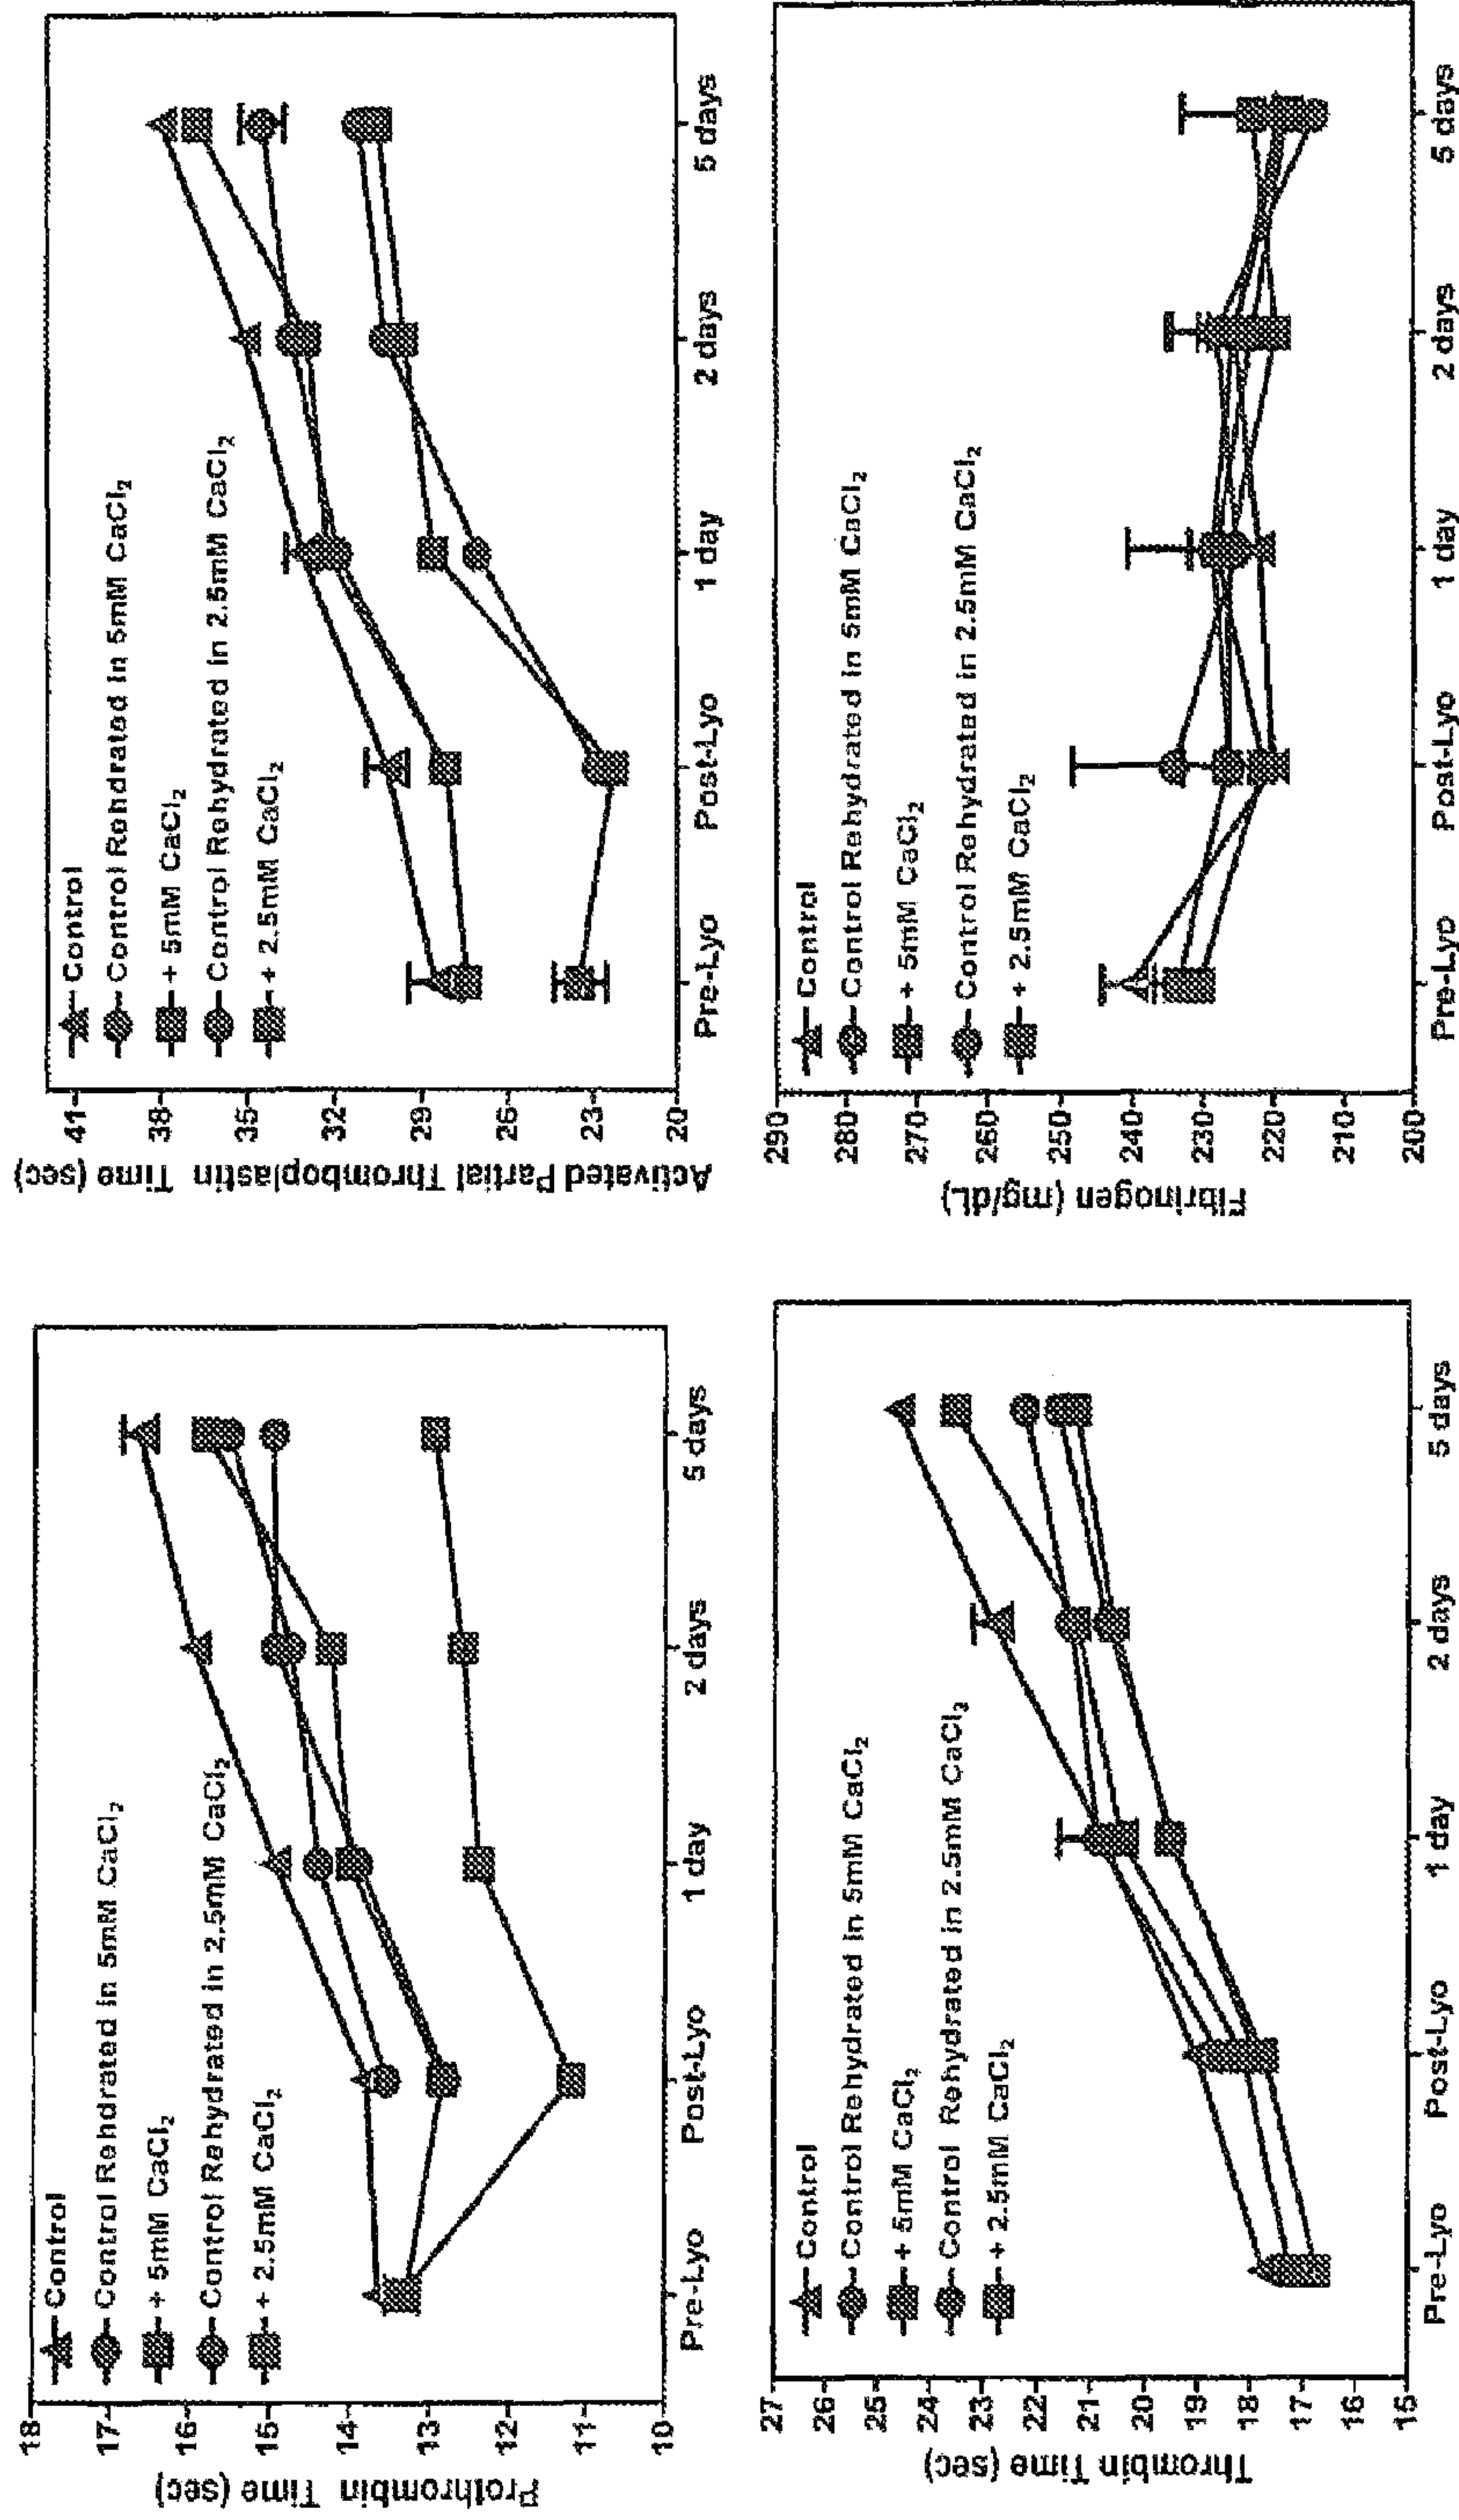 Prothrombin Time (sec)
18
17
16
15
14
13
12
11
10
Control
Control Rehdrated in 5mM CaCl₂
+ 5mM CaCl₂
Control Rehydrated in 2.5mM CaCl₂
+ 2.5mM CaCl₂
Pre-Lyo Post-Lyo 1 day 2 days 5 days
Activated Partial Thromboplastin Time (sec)
41
38
35
32
29
26
23
20
Control
Control Rehdrated in 5mM CaCl₂
+ 5mM CaCl₂
Control Rehydrated in 2.5mM CaCl₂
+ 2.5mM CaCl₂
Pre-Lyo Post-Lyo 1 day 2 days 5 days
Thrombin Time (sec)
27
26
25
24
23
22
21
20
19
18
17
16
15
Control
Control Rehydrated in 5mM CaCl₂
+ 5mM CaCl₂
Control Rehydrated in 2.5mM CaCl₂
+ 2.5mM CaCl₂
Pre-Lyo Post-Lyo 1 day 2 days 5 days
Fibrinogen (mg/dL)
290
280
270
260
250
240
230
220
210
200
Control
Control Rehydrated in 5mM CaCl₂
+ 5mM CaCl₂
Control Rehydrated in 2.5mM CaCl₂
+ 2.5mM CaCl₂
Pre-Lyo Post-Lyo 1 day 2 days 5 days